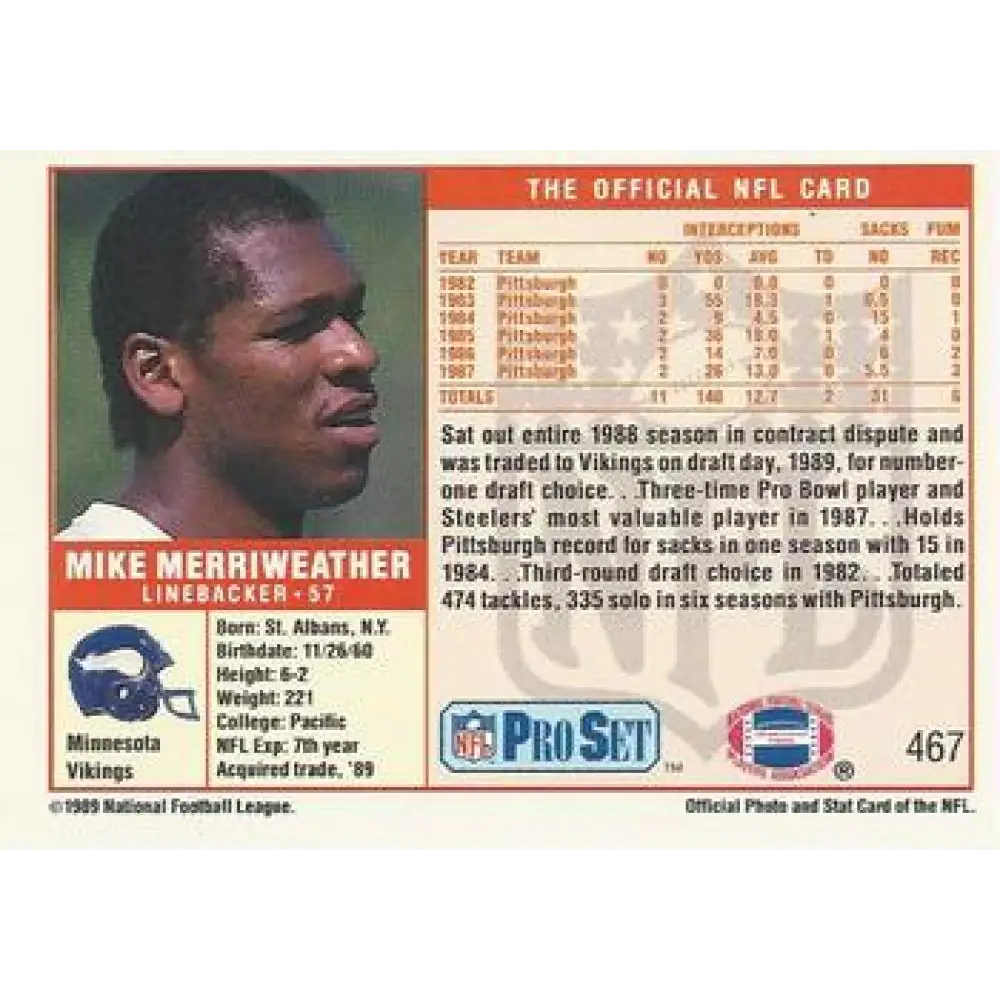 THE OFFICIAL NFL CARD
INTERCEPTIONS SACKS FUM
YEAR TEAM NO YDS AVG TD NO REC
1982 Pittsburgh 0 0 0.0 0 0 0
1983 Pittsburgh 3 55 18.3 1 0.5 0
1984 Pittsburgh 2 9 4.5 0 15 1
1985 Pittsburgh 2 36 18.0 1 4 0
1986 Pittsburgh 2 14 7.0 0 6 2
1987 Pittsburgh 2 26 13.0 0 5.5 3
TOTALS 11 140 12.7 2 31 6
Sat out entire 1988 season in contract dispute and
was traded to Vikings on draft day, 1989, for number-
one draft choice. . .Three-time Pro Bowl player and
Steelers' most valuable player in 1987. . .Holds
Pittsburgh record for sacks in one season with 15 in
1984. . .Third-round draft choice in 1982. . .Totaled
474 tackles, 335 solo in six seasons with Pittsburgh.
MIKE MERRIWEATHER
LINEBACKER • 57
Born: St. Albans, N.Y.
Birthdate: 11/26/60
Height: 6-2
Weight: 221
College: Pacific
NFL Exp: 7th year
Acquired trade, '89
Minnesota
Vikings
NFL PRO SET TM
®
467
©1989 National Football League.
Official Photo and Stat Card of the NFL.